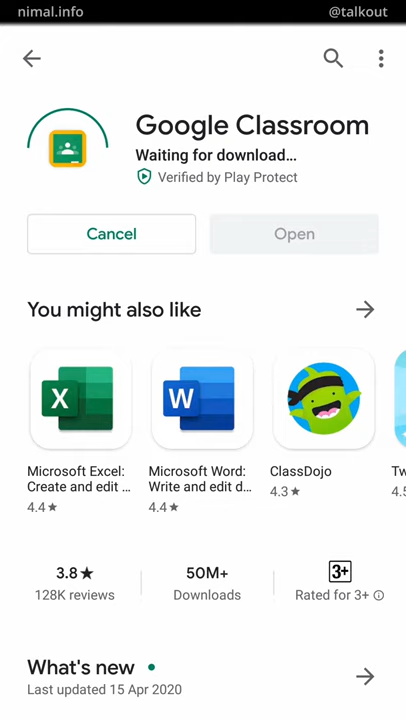 nimal.info @talkout
Google Classroom
Waiting for download...
Verified by Play Protect
Cancel Open
You might also like
X W
Microsoft Excel: Microsoft Word: ClassDojo Tw
Create and edit ... Write and edit d... 4.3★ 4.5
4.4★ 4.4★
3.8★ 50M+ 3+
128K reviews Downloads Rated for 3+
What's new
Last updated 15 Apr 2020